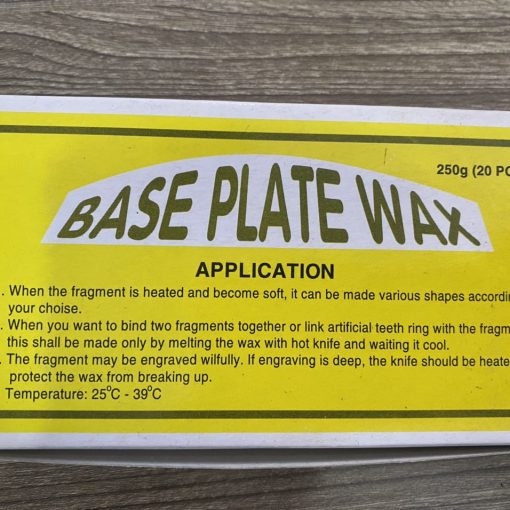 250g (20 PC
BASE PLATE WAX
APPLICATION
. When the fragment is heated and become soft, it can be made various shapes accordin
your choise.
. When you want to bind two fragments together or link artificial teeth ring with the fragm
this shall be made only by melting the wax with hot knife and waiting it cool.
. The fragment may be engraved wilfully. If engraving is deep, the knife should be heate
protect the wax from breaking up.
Temperature: 25°C - 39°C